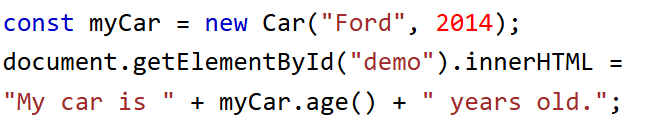 const myCar = new Car("Ford", 2014);
document.getElementById("demo").innerHTML =
"My car is " + myCar.age() + " years old.";